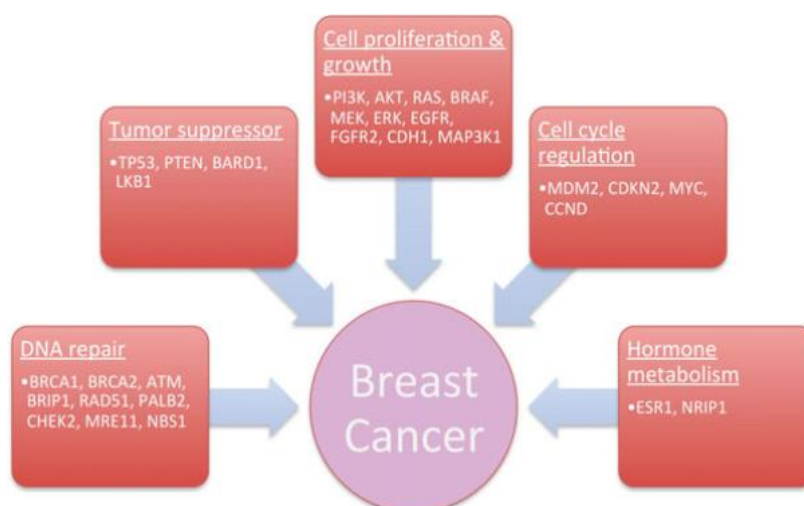 Cell proliferation &
growth
•PI3K, AKT, RAS, BRAF,
MEK, ERK, EGFR,
FGFR2, CDH1, MAP3K1
Tumor suppressor
•TP53, PTEN, BARD1,
LKB1
Cell cycle
regulation
•MDM2, CDKN2, MYC,
CCND
DNA repair
•BRCA1, BRCA2, ATM,
BRIP1, RAD51, PALB2,
CHEK2, MRE11, NBS1
Breast
Cancer
Hormone
metabolism
•ESR1, NRIP1